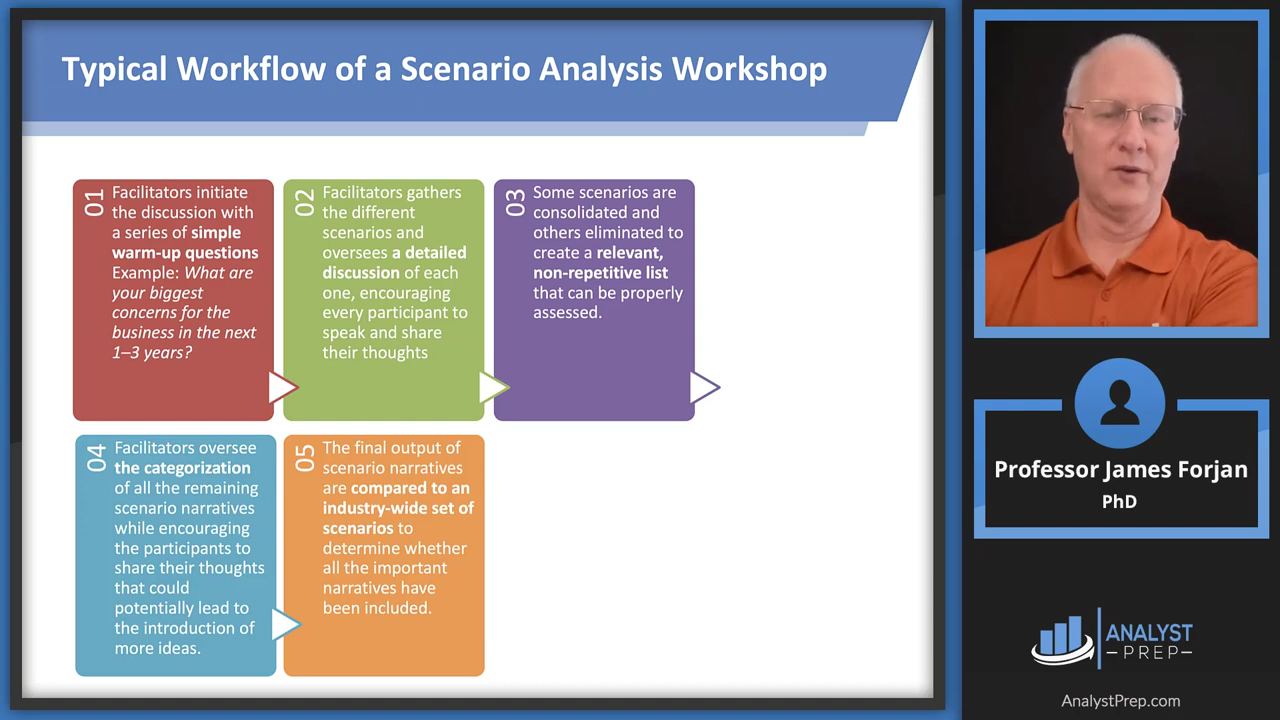 Typical Workflow of a Scenario Analysis Workshop
01
Facilitators initiate
the discussion with
a series of simple
warm-up questions
Example: What are
your biggest
concerns for the
business in the next
1–3 years?
02
Facilitators gathers
the different
scenarios and
oversees a detailed
discussion of each
one, encouraging
every participant to
speak and share
their thoughts
03
Some scenarios are
consolidated and
others eliminated to
create a relevant,
non-repetitive list
that can be properly
assessed.
04
Facilitators oversee
the categorization
of all the remaining
scenario narratives
while encouraging
the participants to
share their thoughts
that could
potentially lead to
the introduction of
more ideas.
05
The final output of
scenario narratives
are compared to an
industry-wide set of
scenarios to
determine whether
all the important
narratives have
been included.
Professor James Forjan
PhD
ANALYST
PREP
AnalystPrep.com